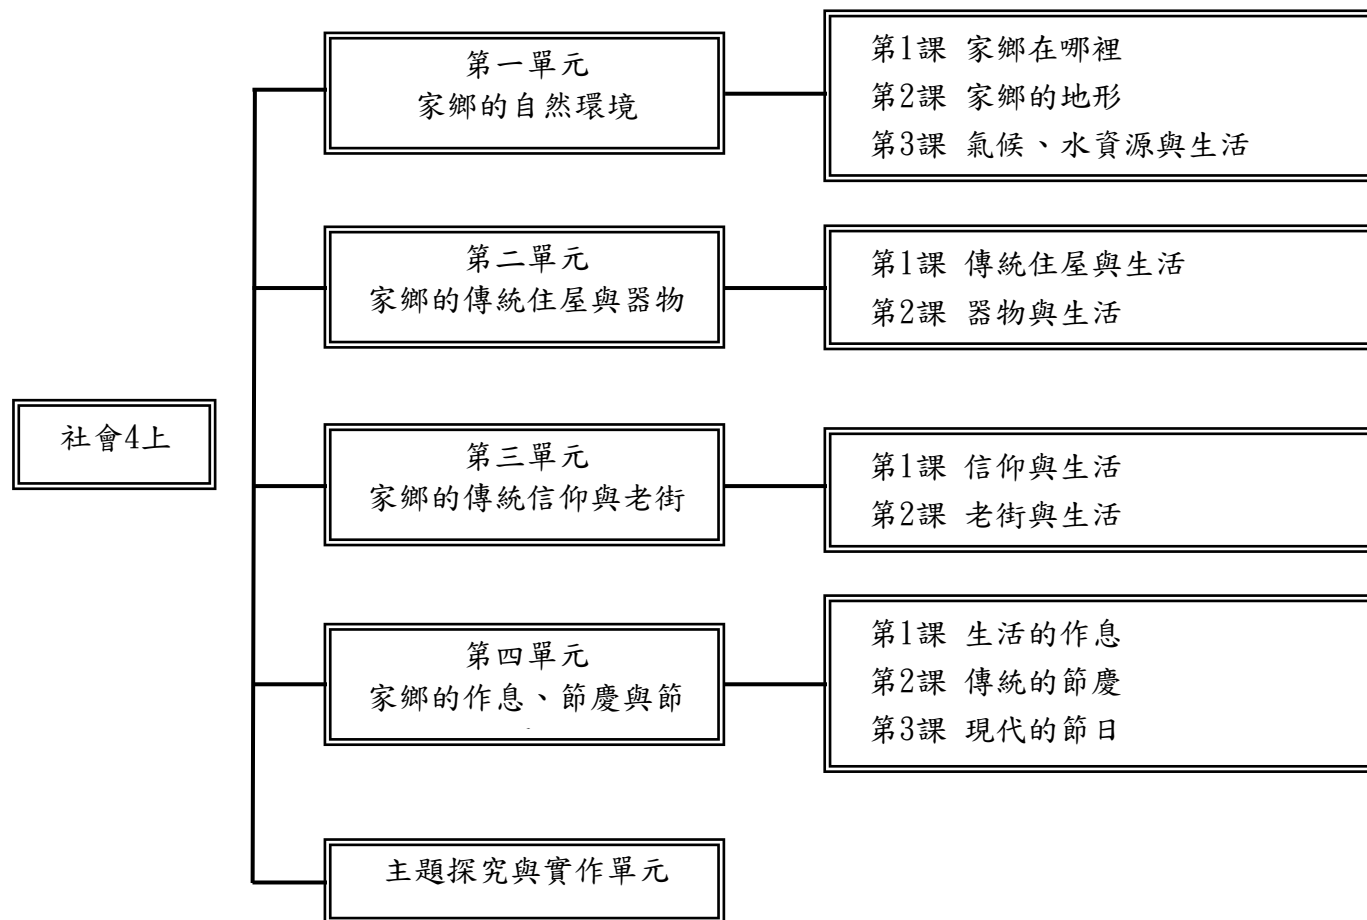 社會4上
第一單元
家鄉的自然環境
第1課 家鄉在哪裡
第2課 家鄉的地形
第3課 氣候、水資源與生活
第二單元
家鄉的傳統住屋與器物
第1課 傳統住屋與生活
第2課 器物與生活
第三單元
家鄉的傳統信仰與老街
第1課 信仰與生活
第2課 老街與生活
第四單元
家鄉的作息、節慶與節
第1課 生活的作息
第2課 傳統的節慶
第3課 現代的節日
主題探究與實作單元